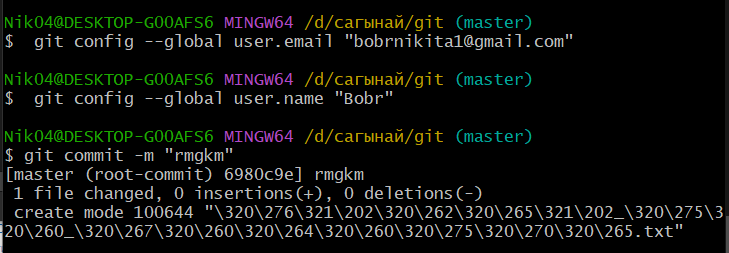 Nik04@DESKTOP-GOOAFS6 MINGW64 /d/сагынай/git (master)
$  git config --global user.email "bobrnikita1@gmail.com"
Nik04@DESKTOP-GOOAFS6 MINGW64 /d/сагынай/git (master)
$  git config --global user.name "Bobr"
Nik04@DESKTOP-GOOAFS6 MINGW64 /d/сагынай/git (master)
$ git commit -m "rmgkm"
[master (root-commit) 6980c9e] rmgkm
 1 file changed, 0 insertions(+), 0 deletions(-)
 create mode 100644 "\320\276\321\202\320\262\320\265\321\202_\320\275\3
20\260_\320\267\320\260\320\264\320\260\320\275\320\270\320\265.txt"